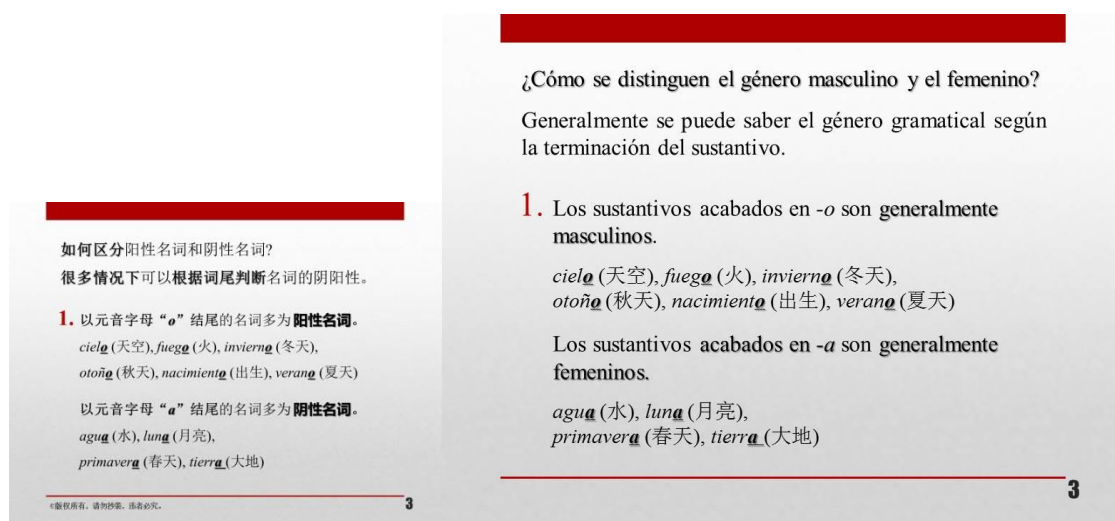 如何区分阳性名词和阴性名词?
很多情况下可以根据词尾判断名词的阴阳性。
1. 以元音字母“o”结尾的名词多为阳性名词。
cielo (天空), fuego (火), invierno (冬天),
otoño (秋天), nacimiento (出生), verano (夏天)
以元音字母“a”结尾的名词多为阴性名词。
agua (水), luna (月亮),
primavera (春天), tierra (大地)
©版权所有，请勿抄袭，违者必究。
3
¿Cómo se distinguen el género masculino y el femenino?
Generalmente se puede saber el género gramatical según
la terminación del sustantivo.
1. Los sustantivos acabados en -o son generalmente
masculinos.
cielo (天空), fuego (火), invierno (冬天),
otoño (秋天), nacimiento (出生), verano (夏天)
Los sustantivos acabados en -a son generalmente
femeninos.
agua (水), luna (月亮),
primavera (春天), tierra (大地)
3